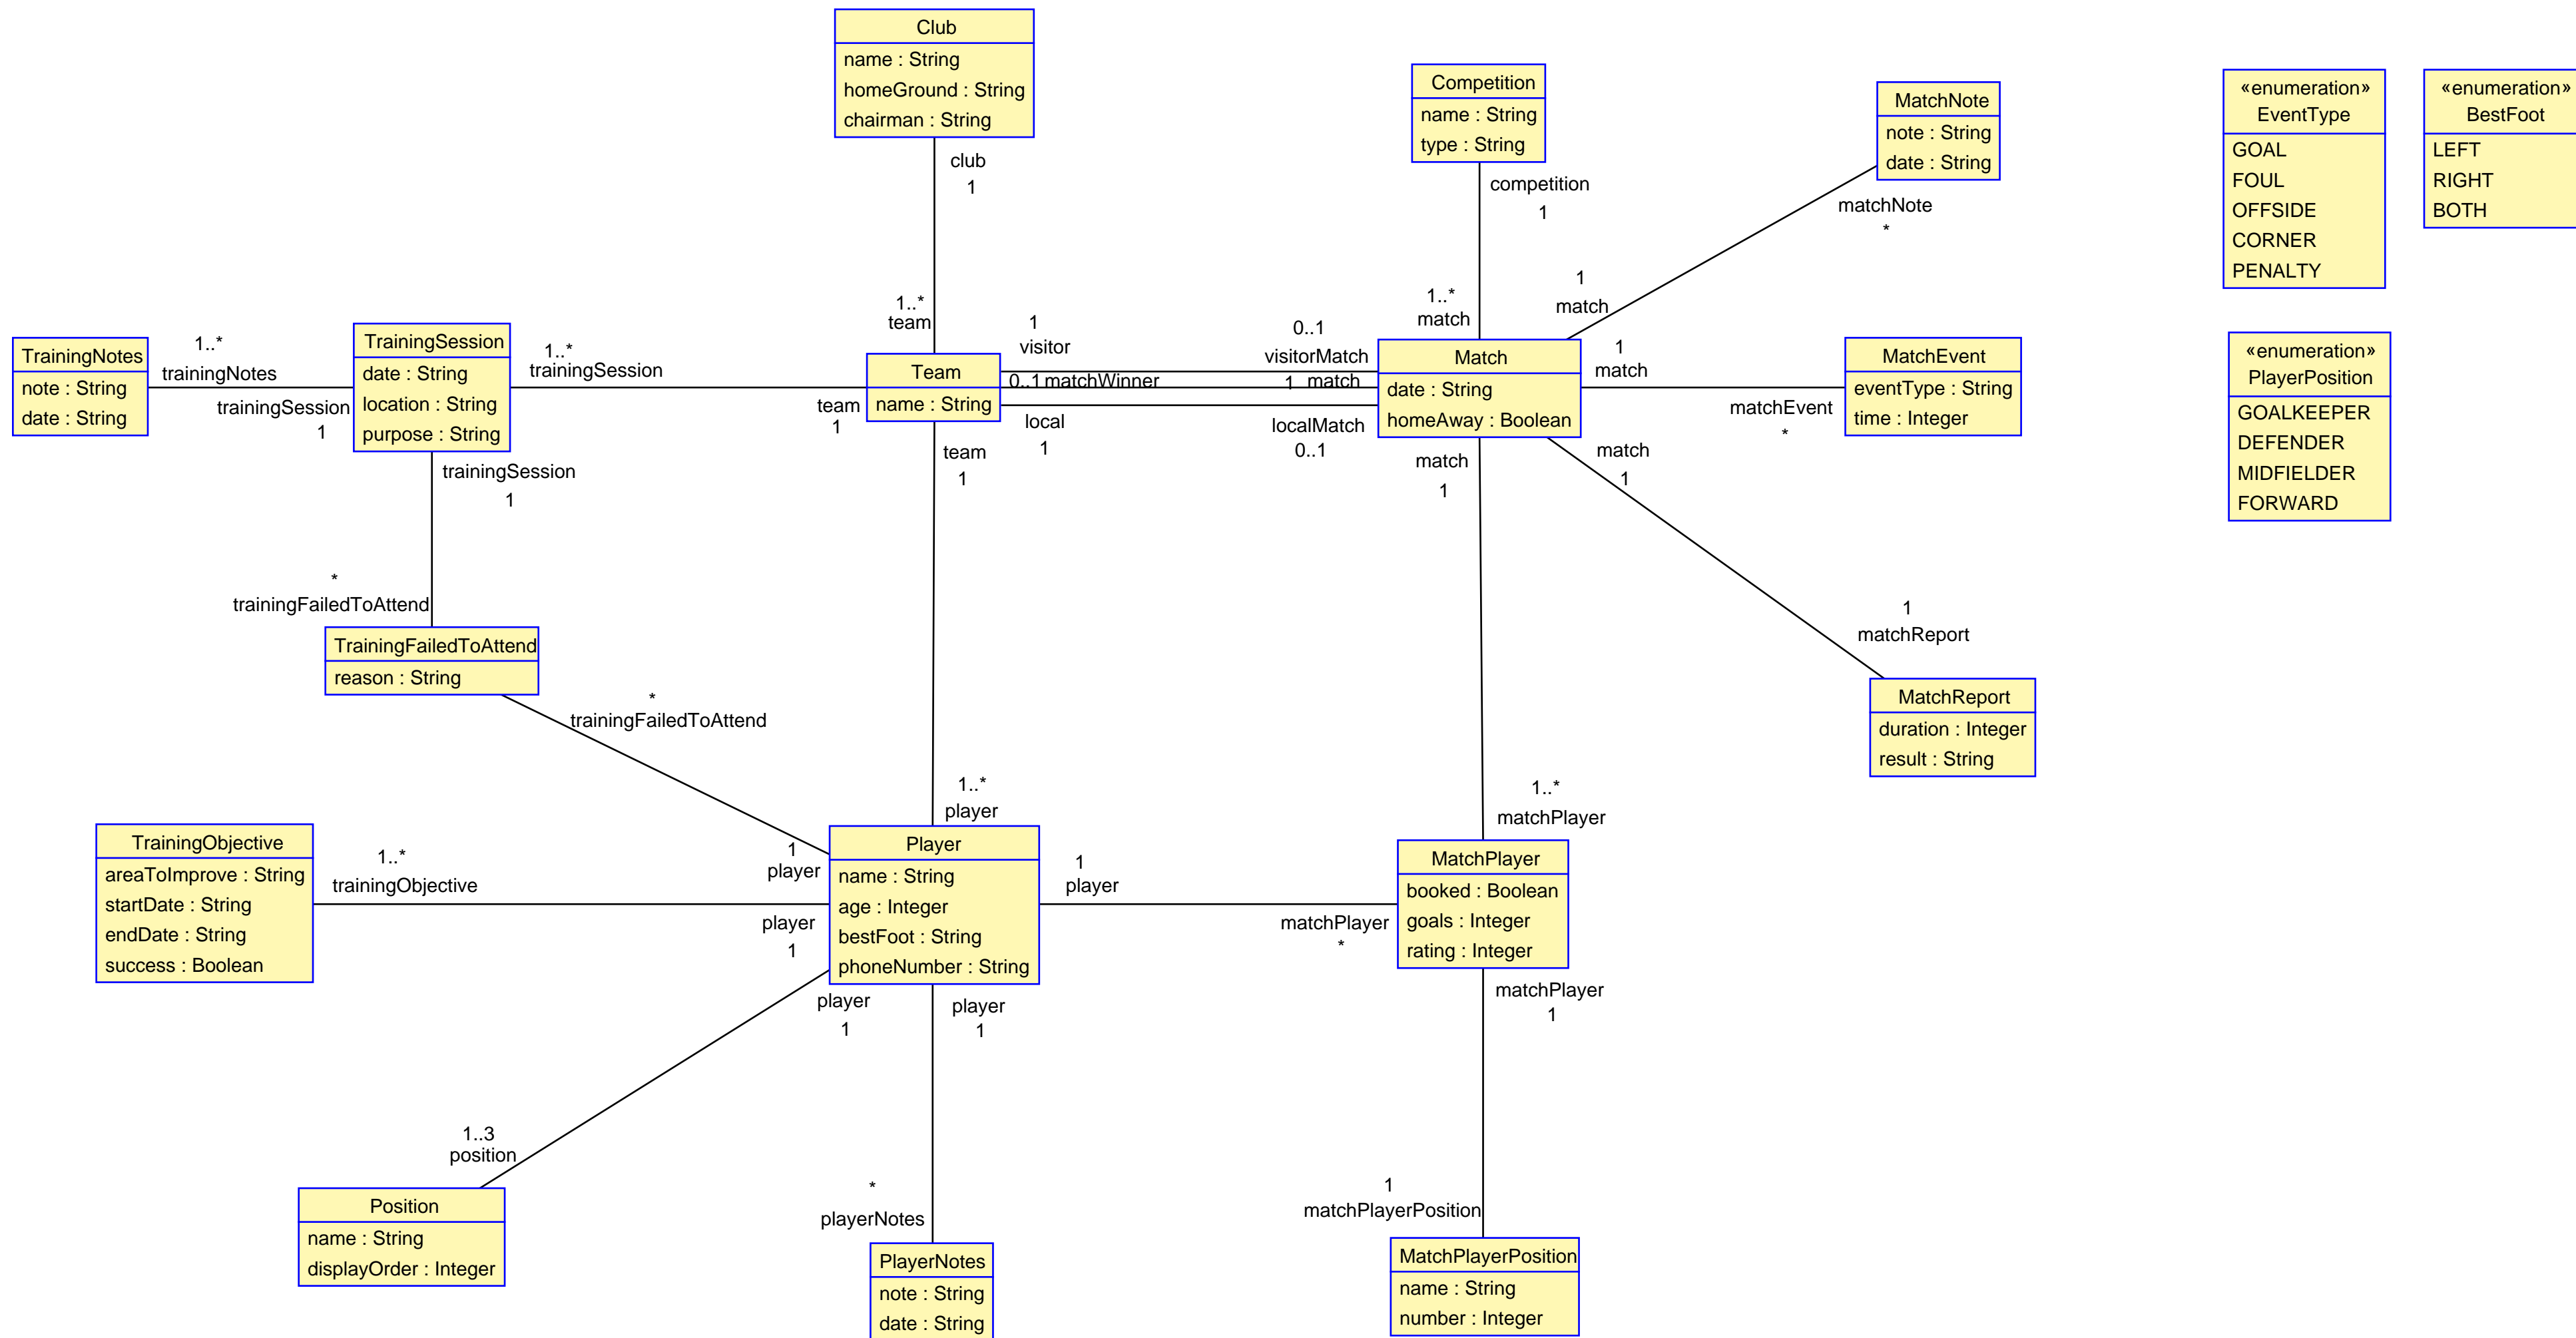 Club
name : String
homeGround : String
chairman : String
club
1
1..*
team
Competition
name : String
type : String
competition
1
1..*
match
MatchNote
note : String
date : String
matchNote
*
1
match
«enumeration»
EventType
GOAL
FOUL
OFFSIDE
CORNER
PENALTY
«enumeration»
BestFoot
LEFT
RIGHT
BOTH
«enumeration»
PlayerPosition
GOALKEEPER
DEFENDER
MIDFIELDER
FORWARD
TrainingNotes
note : String
date : String
1..*
trainingNotes
trainingSession
1
TrainingSession
date : String
location : String
purpose : String
1..*
trainingSession
team
1
Team
name : String
1
visitor
0..1
visitorMatch
0..1 matchWinner
1 match
local
1
localMatch
0..1
Match
date : String
homeAway : Boolean
1
match
matchEvent
*
MatchEvent
eventType : String
time : Integer
trainingSession
1
*
trainingFailedToAttend
TrainingFailedToAttend
reason : String
*
trainingFailedToAttend
1
player
team
1
1..*
player
match
1
1..*
matchPlayer
match
1
1
matchReport
MatchReport
duration : Integer
result : String
TrainingObjective
areaToImprove : String
startDate : String
endDate : String
success : Boolean
1..*
trainingObjective
player
1
Player
name : String
age : Integer
bestFoot : String
phoneNumber : String
1
player
matchPlayer
*
MatchPlayer
booked : Boolean
goals : Integer
rating : Integer
player
1
1..3
position
Position
name : String
displayOrder : Integer
player
1
*
playerNotes
PlayerNotes
note : String
date : String
matchPlayer
1
1
matchPlayerPosition
MatchPlayerPosition
name : String
number : Integer